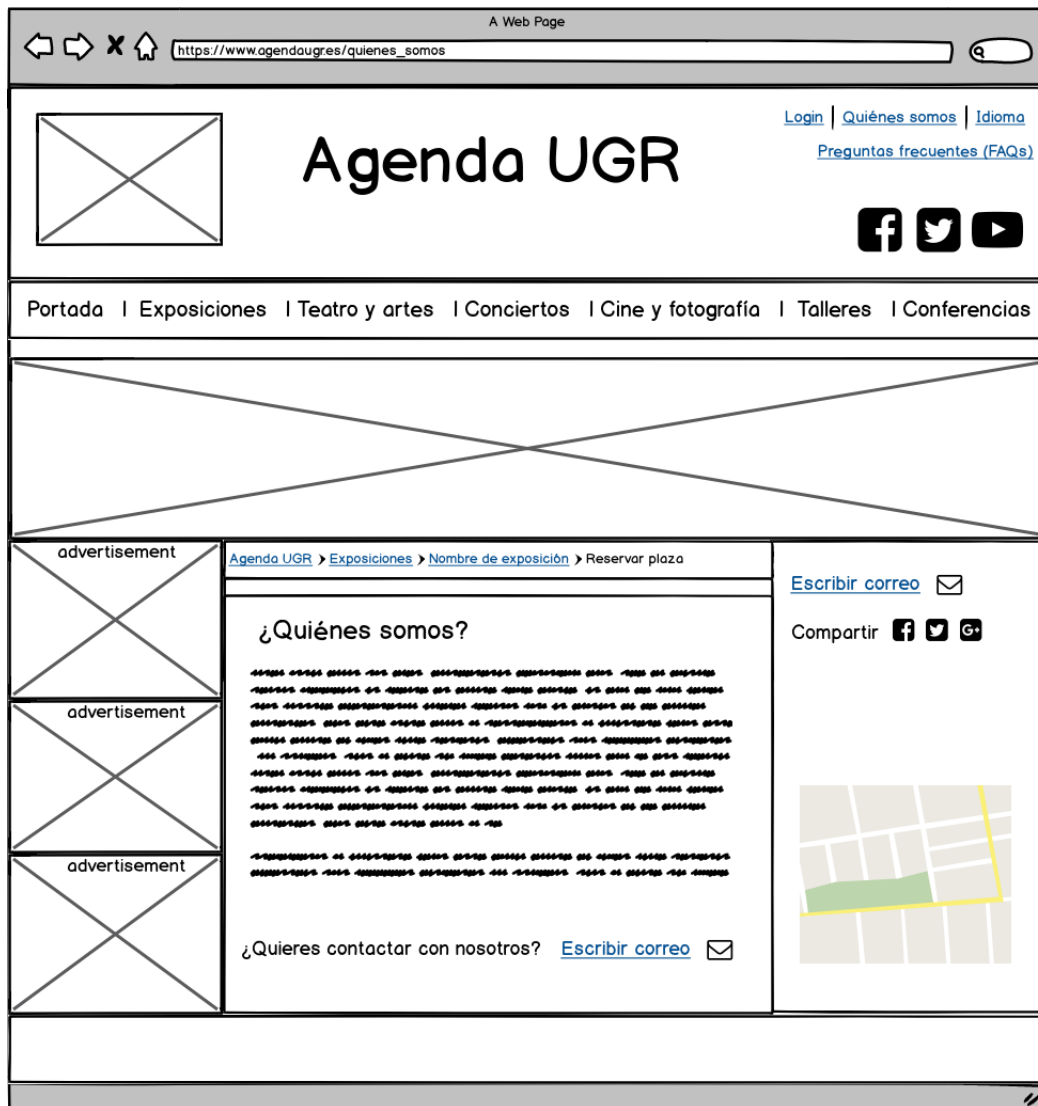 A Web Page
https://www.agendaugr.es/quienes_somos
Login | Quiénes somos | Idioma
Agenda UGR
Preguntas frecuentes (FAQs)
Portada | Exposiciones | Teatro y artes | Conciertos | Cine y fotografía | Talleres | Conferencias
advertisement
Agenda UGR > Exposiciones > Nombre de exposición > Reservar plaza
Escribir correo
¿Quiénes somos?
Compartir
advertisement
advertisement
¿Quieres contactar con nosotros? Escribir correo